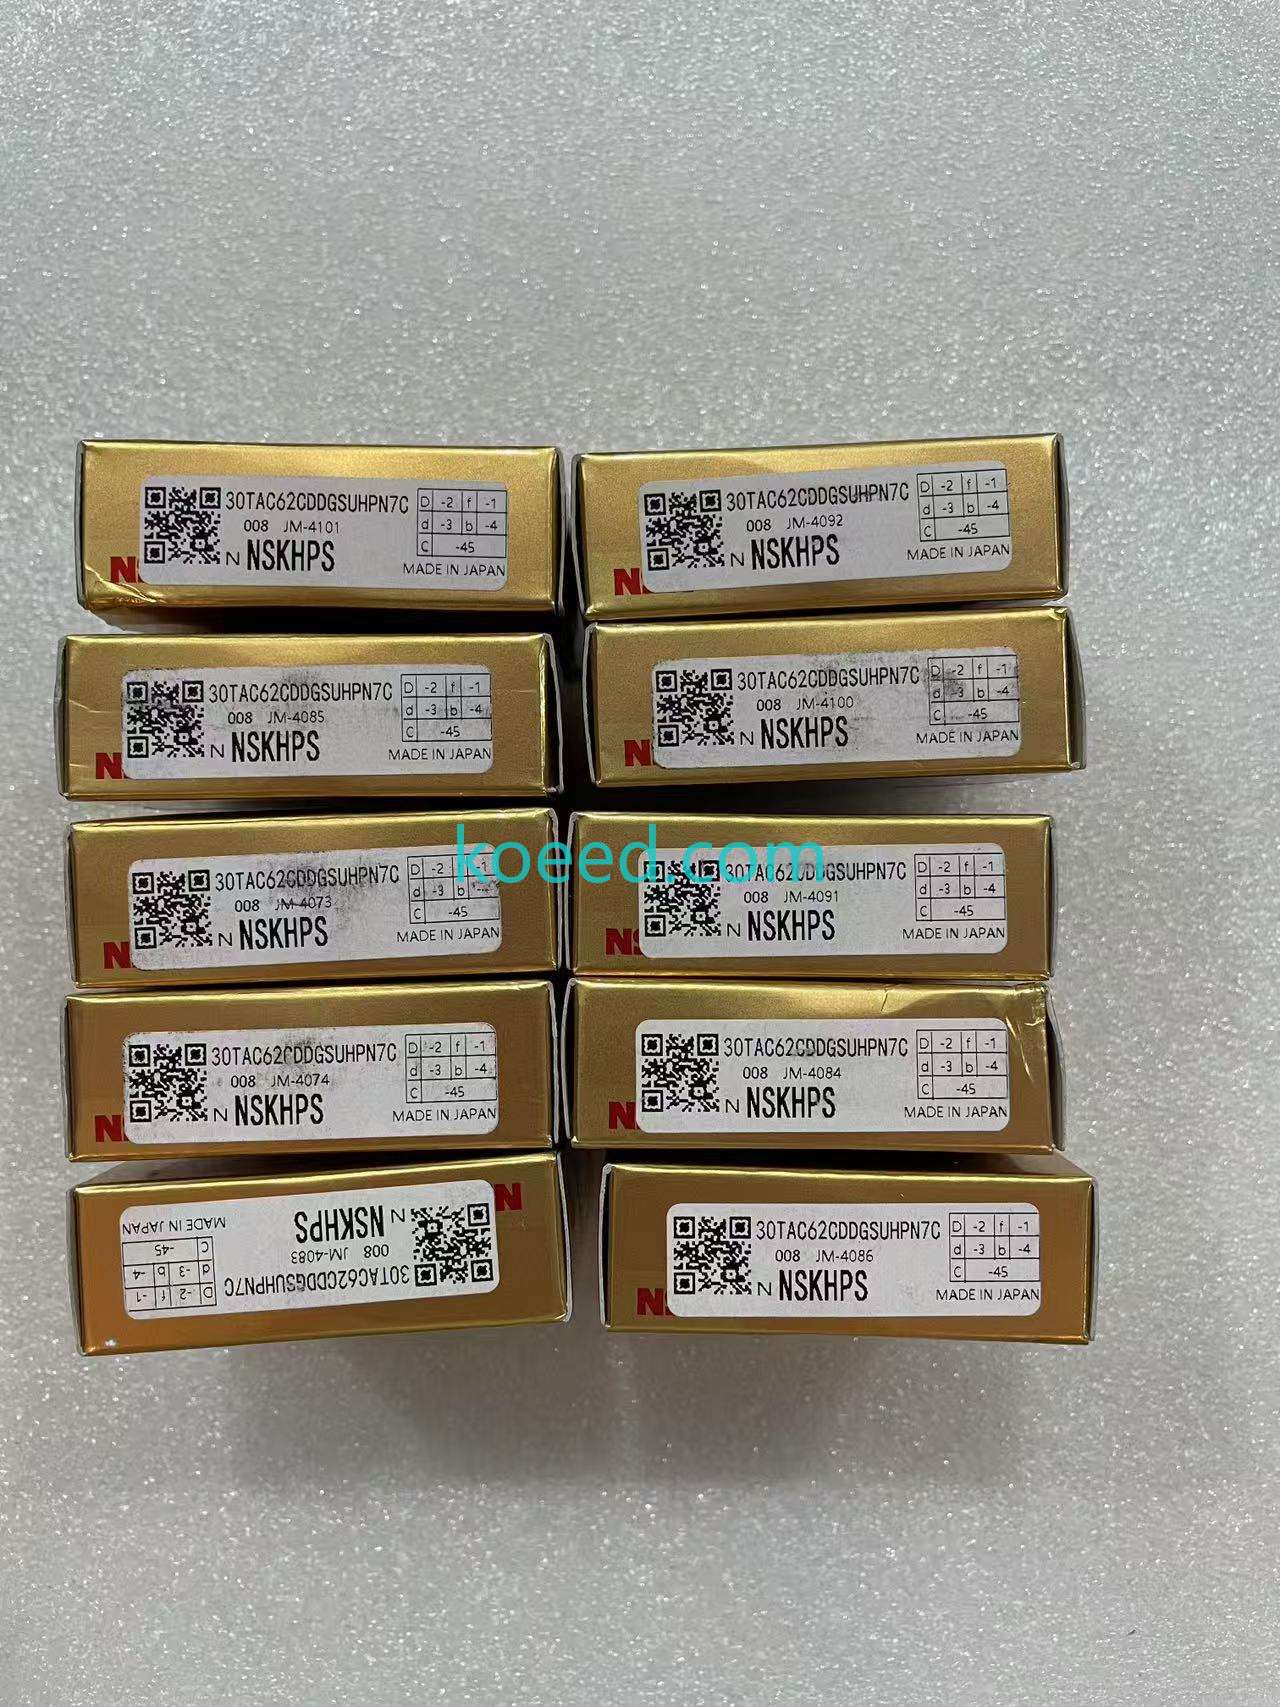 30TAC62CDDGSUHPN7C
008 JM-4101
N NSKHPS
D -2 f -1
d -3 b -4
C -45
MADE IN JAPAN
30TAC62CDDGSUHPN7C
008 JM-4092
N NSKHPS
D -2 f -1
d -3 b -4
C -45
MADE IN JAPAN
30TAC62CDDGSUHPN7C
008 JM-4085
N NSKHPS
D -2 f -1
d -3 b -4
C -45
MADE IN JAPAN
30TAC62CDDGSUHPN7C
008 JM-4100
N NSKHPS
D -2 f -1
d -3 b -4
C -45
MADE IN JAPAN
koeed.com
30TAC62CDDGSUHPN7C
008 JM-4073
N NSKHPS
D -2 f -1
d -3 b
C -45
MADE IN JAPAN
30TAC62CDDGSUHPN7C
008 JM-4091
N NSKHPS
D -2 f -1
d -3 b -4
C -45
MADE IN JAPAN
30TAC62CDDGSUHPN7C
008 JM-4074
N NSKHPS
D -2 f -1
d -3 b -4
C -45
MADE IN JAPAN
30TAC62CDDGSUHPN7C
008 JM-4084
N NSKHPS
D -2 f -1
d -3 b -4
C -45
MADE IN JAPAN
30TAC62CDDGSUHPN7C
008 JM-4083
N NSKHPS
D -2 f -1
d -3 b -4
C -45
MADE IN JAPAN
30TAC62CDDGSUHPN7C
008 JM-4086
N NSKHPS
D -2 f -1
d -3 b -4
C -45
MADE IN JAPAN